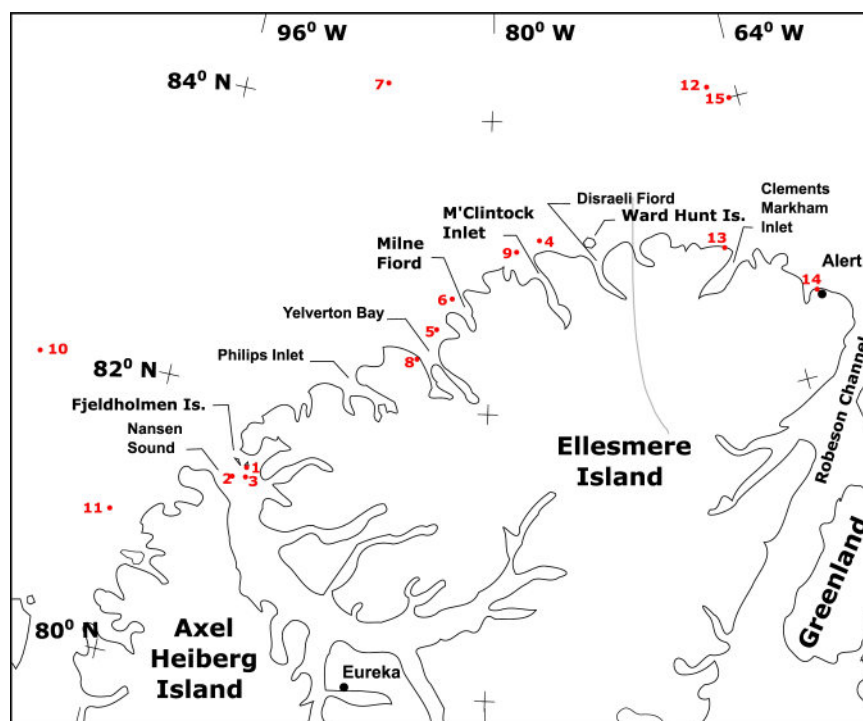 96⁰ W
80⁰ W
64⁰ W
84⁰ N
7
12
15
Disraeli Fiord
Clements
Markham
Inlet
M'Clintock
Inlet
Ward Hunt Is.
4
13
9
Milne
Fiord
Alert
14
6
Yelverton Bay
5
10
Philips Inlet
8
82⁰ N
Fjeldholmen Is.
Nansen
Sound
Robeson Channel
Ellesmere
Island
1
2
3
11
Greenland
80⁰ N
Axel
Heiberg
Island
Eureka